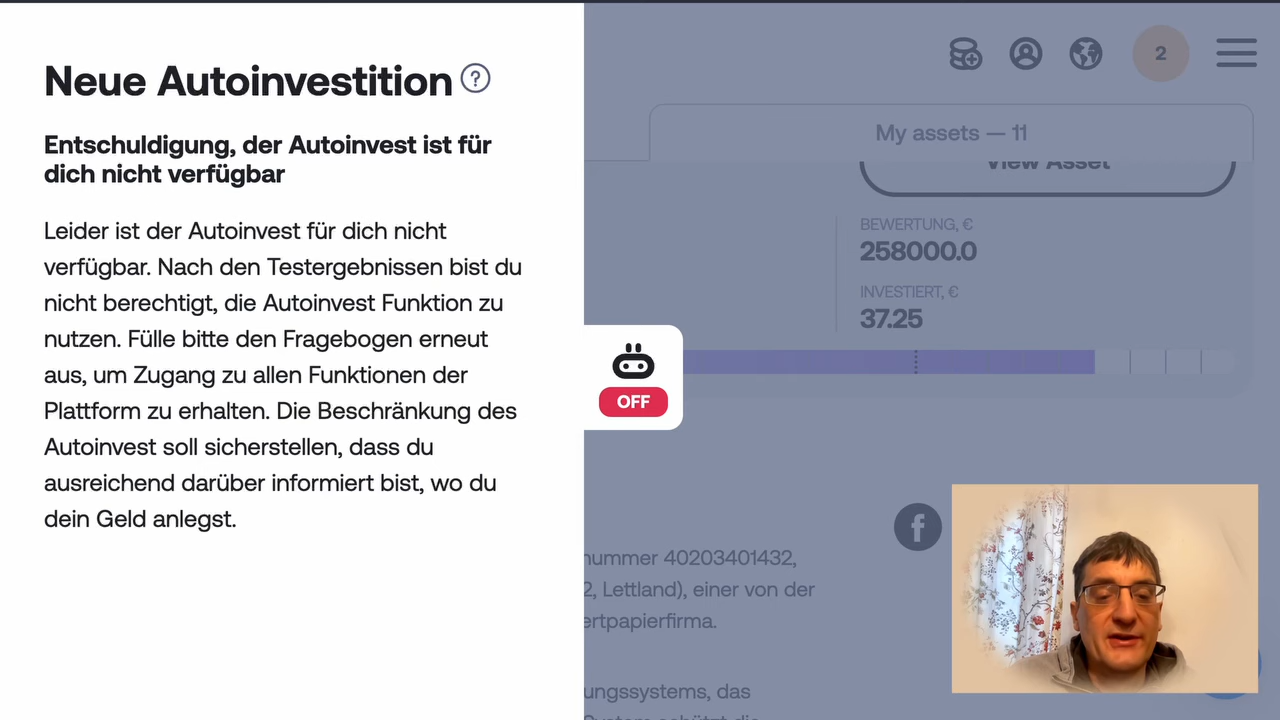 Neue Autoinvestition ?
Entschuldigung, der Autoinvest ist für
dich nicht verfügbar
Leider ist der Autoinvest für dich nicht
verfügbar. Nach den Testergebnissen bist du
nicht berechtigt, die Autoinvest Funktion zu
nutzen. Fülle bitte den Fragebogen erneut
aus, um Zugang zu allen Funktionen der
Plattform zu erhalten. Die Beschränkung des
Autoinvest soll sicherstellen, dass du
ausreichend darüber informiert bist, wo du
dein Geld anlegst.
OFF
2
My assets — 11
View Asset
BEWERTUNG, €
258000.0
INVESTIERT, €
37.25
f
nummer 40203401432,
2, Lettland), einer von der
ertpapierfirma.
ungssystems, das